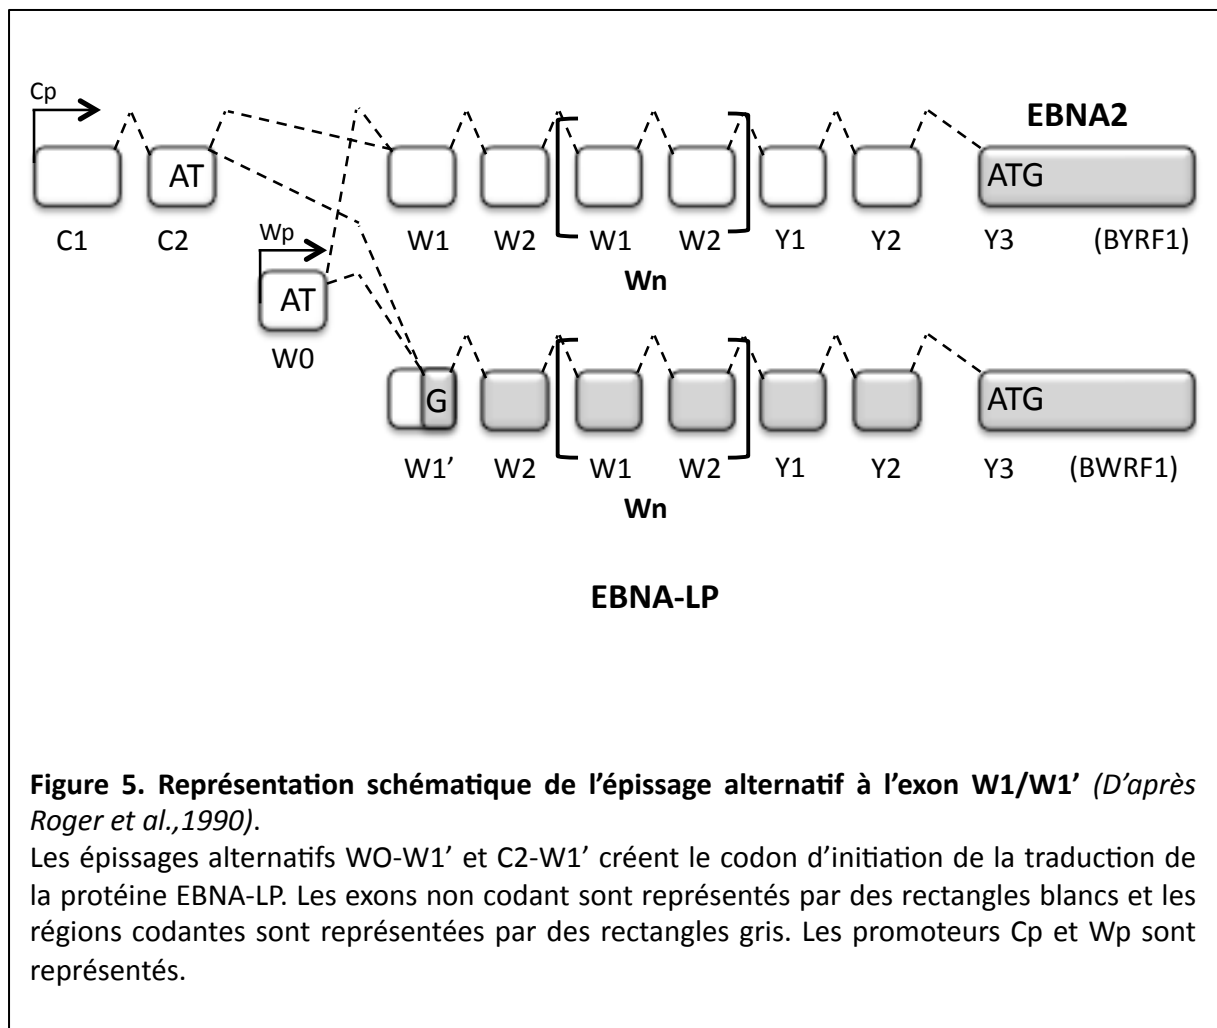 Cp
EBNA2
AT
ATG
C1 C2 Wp W1 W2 W1 W2 Y1 Y2 Y3 (BYRF1)
Wn
AT
W0
G ATG
W1’ W2 W1 W2 Y1 Y2 Y3 (BWRF1)
Wn
EBNA-LP
Figure 5. Représentation schématique de l’épissage alternatif à l’exon W1/W1’ (D’après
Roger et al.,1990).
Les épissages alternatifs WO-W1’ et C2-W1’ créent le codon d’initiation de la traduction de
la protéine EBNA-LP. Les exons non codant sont représentés par des rectangles blancs et les
régions codantes sont représentées par des rectangles gris. Les promoteurs Cp et Wp sont
représentés.